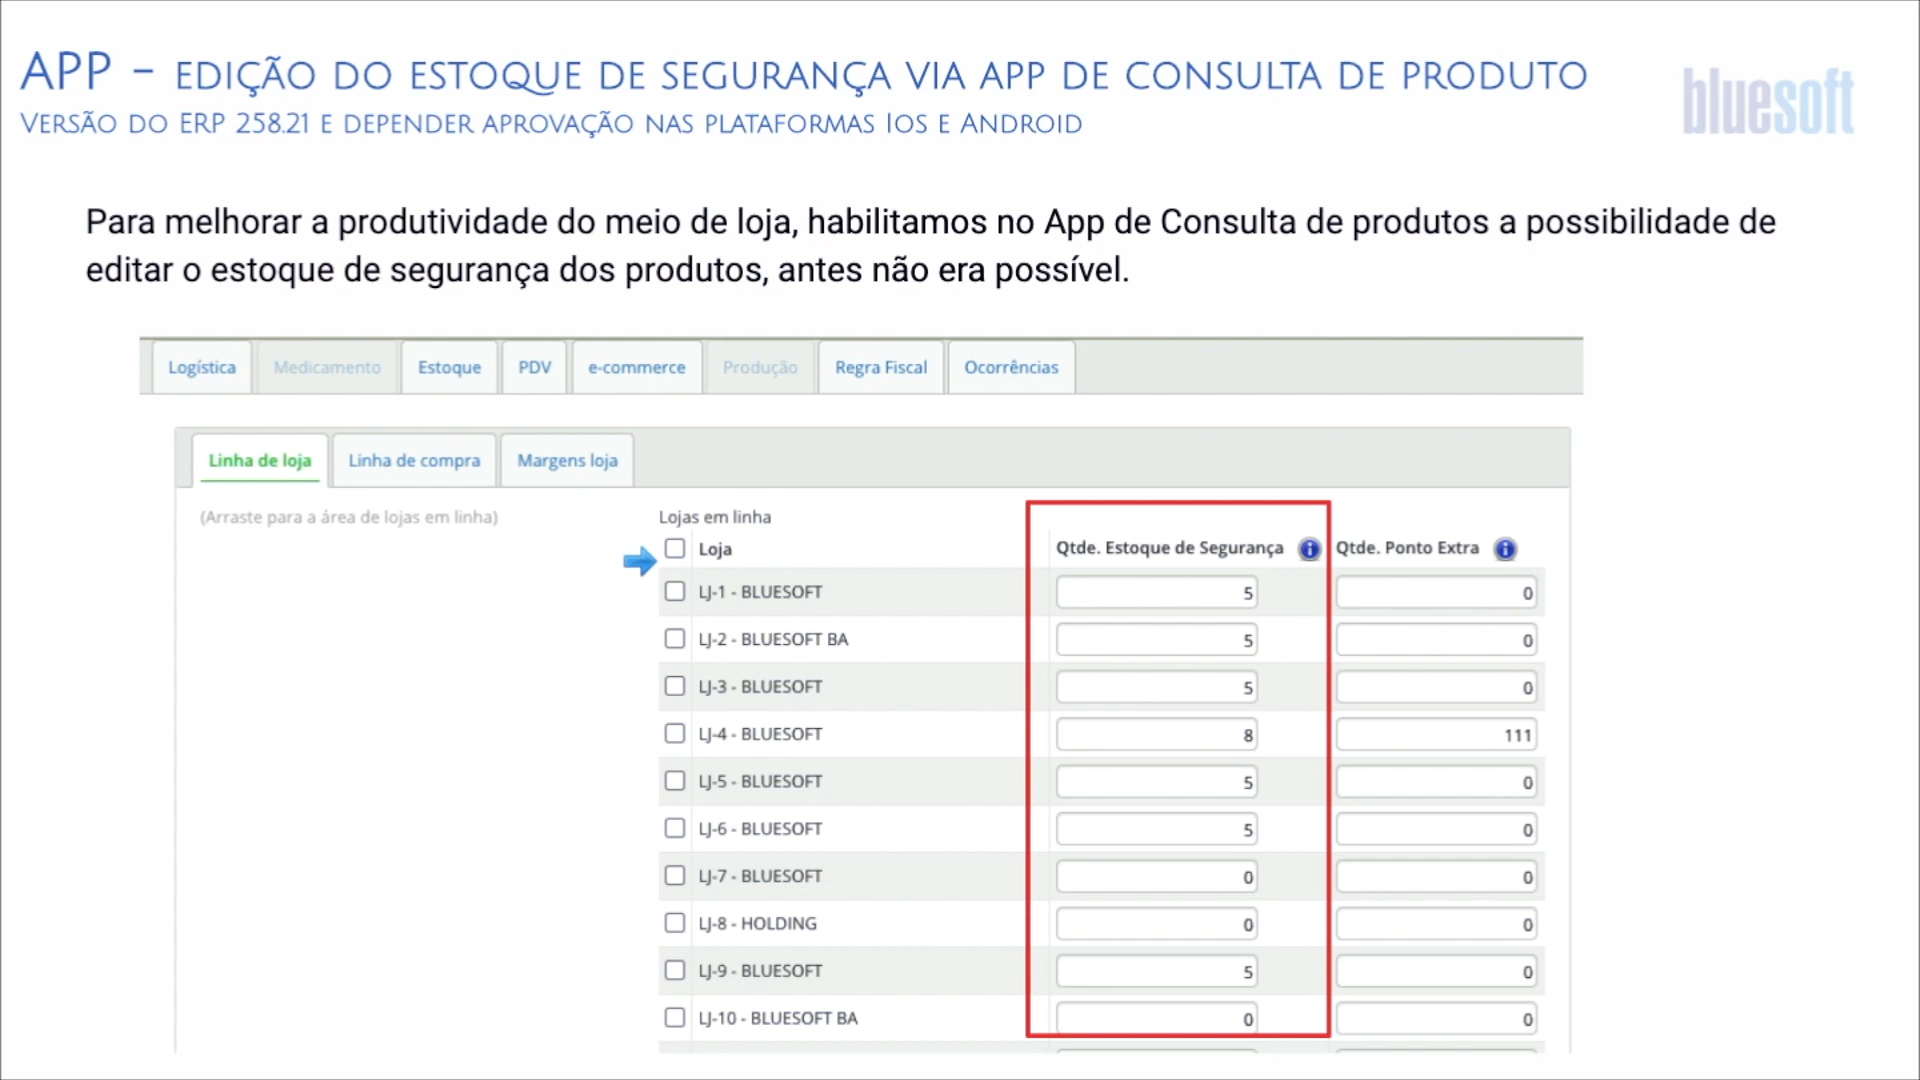 APP - EDIÇÃO DO ESTOQUE DE SEGURANÇA VIA APP DE CONSULTA DE PRODUTO
VERSÃO DO ERP 258.21 E DEPENDER APROVAÇÃO NAS PLATAFORMAS IOS E ANDROID
bluesoft
Para melhorar a produtividade do meio de loja, habilitamos no App de Consulta de produtos a possibilidade de
editar o estoque de segurança dos produtos, antes não era possível.
Logística Medicamento Estoque PDV e-commerce Produção Regra Fiscal Ocorrências
Linha de loja Linha de compra Margens loja
(Arraste para a área de lojas em linha) Lojas em linha
Loja Qtde. Estoque de Segurança Qtde. Ponto Extra
LJ-1 - BLUESOFT 5 0
LJ-2 - BLUESOFT BA 5 0
LJ-3 - BLUESOFT 5 0
LJ-4 - BLUESOFT 8 111
LJ-5 - BLUESOFT 5 0
LJ-6 - BLUESOFT 5 0
LJ-7 - BLUESOFT 0 0
LJ-8 - HOLDING 0 0
LJ-9 - BLUESOFT 5 0
LJ-10 - BLUESOFT BA 0 0